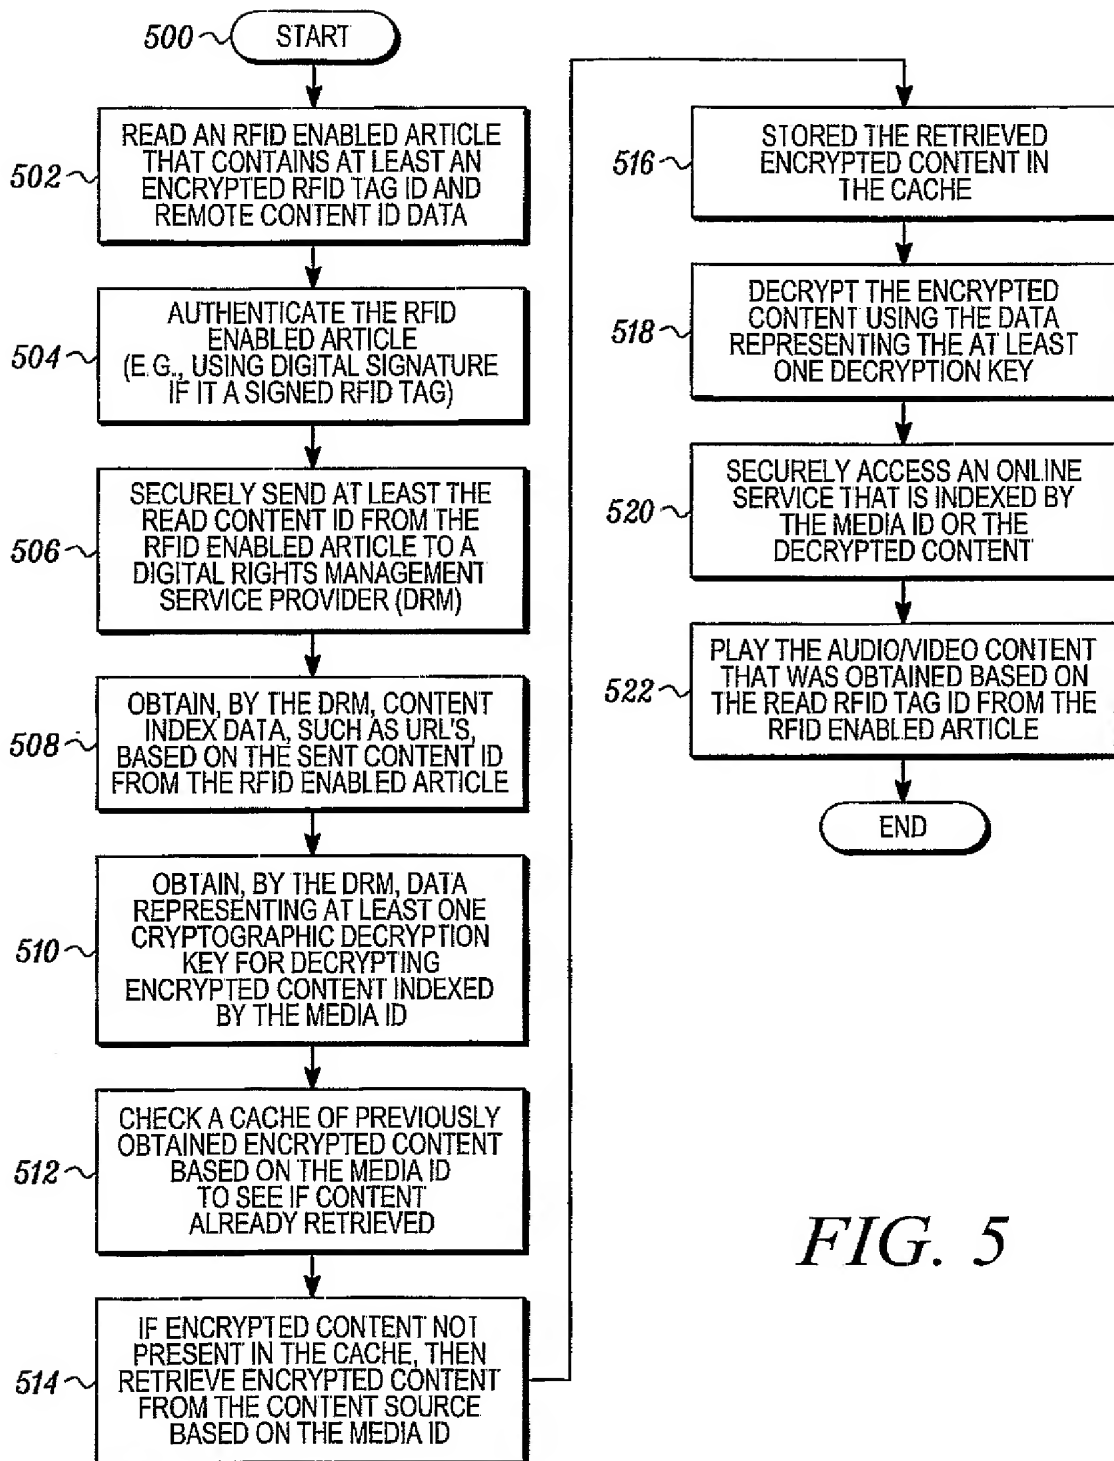 500
START
502
READ AN RFID ENABLED ARTICLE
THAT CONTAINS AT LEAST AN
ENCRYPTED RFID TAG ID AND
REMOTE CONTENT ID DATA
504
AUTHENTICATE THE RFID
ENABLED ARTICLE
(E.G., USING DIGITAL SIGNATURE
IF IT A SIGNED RFID TAG)
506
SECURELY SEND AT LEAST THE
READ CONTENT ID FROM THE
RFID ENABLED ARTICLE TO A
DIGITAL RIGHTS MANAGEMENT
SERVICE PROVIDER (DRM)
508
OBTAIN, BY THE DRM, CONTENT
INDEX DATA, SUCH AS URL'S,
BASED ON THE SENT CONTENT ID
FROM THE RFID ENABLED ARTICLE
510
OBTAIN, BY THE DRM, DATA
REPRESENTING AT LEAST ONE
CRYPTOGRAPHIC DECRYPTION
KEY FOR DECRYPTING
ENCRYPTED CONTENT INDEXED
BY THE MEDIA ID
512
CHECK A CACHE OF PREVIOUSLY
OBTAINED ENCRYPTED CONTENT
BASED ON THE MEDIA ID
TO SEE IF CONTENT
ALREADY RETRIEVED
514
IF ENCRYPTED CONTENT NOT
PRESENT IN THE CACHE, THEN
RETRIEVE ENCRYPTED CONTENT
FROM THE CONTENT SOURCE
BASED ON THE MEDIA ID
516
STORED THE RETRIEVED
ENCRYPTED CONTENT IN
THE CACHE
518
DECRYPT THE ENCRYPTED
CONTENT USING THE DATA
REPRESENTING THE AT LEAST
ONE DECRYPTION KEY
520
SECURELY ACCESS AN ONLINE
SERVICE THAT IS INDEXED BY
THE MEDIA ID OR THE
DECRYPTED CONTENT
522
PLAY THE AUDIO/VIDEO CONTENT
THAT WAS OBTAINED BASED ON
THE READ RFID TAG ID FROM THE
RFID ENABLED ARTICLE
END
FIG. 5